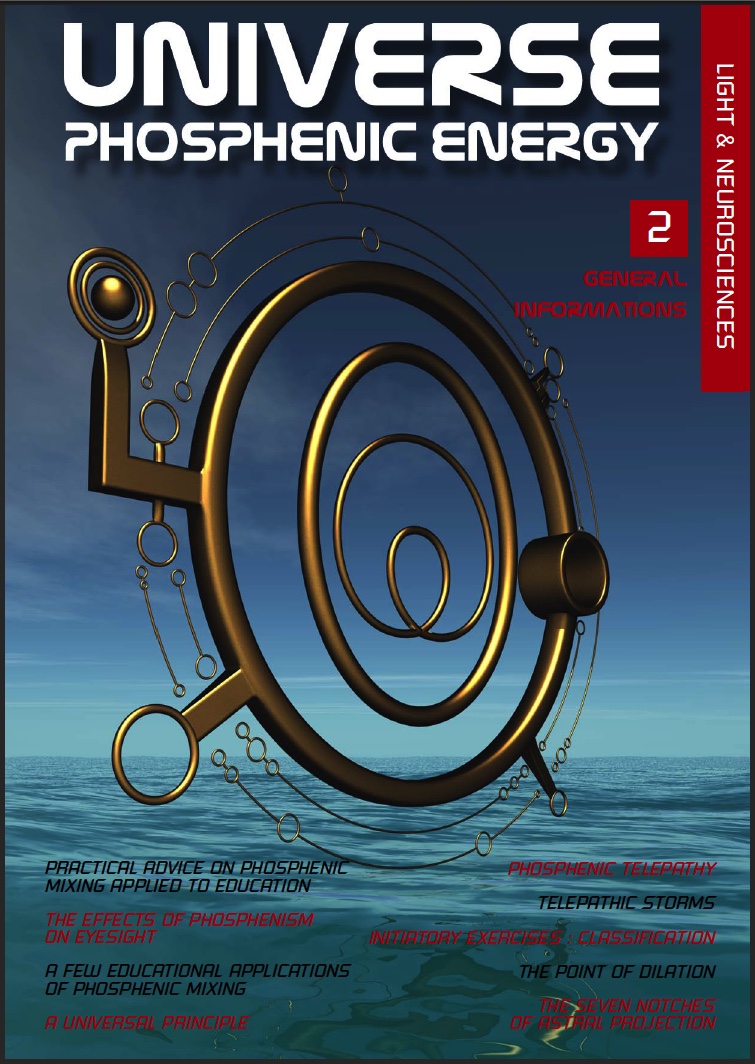 UNIVERSE
PHOSPHENIC ENERGY
LIGHT & NEUROSCIENCES
2
GENERAL
INFORMATIONS
PRACTICAL ADVICE ON PHOSPHENIC
MIXING APPLIED TO EDUCATION
THE EFFECTS OF PHOSPHENISM
ON EYESIGHT
A FEW EDUCATIONAL APPLICATIONS
OF PHOSPHENIC MIXING
A UNIVERSAL PRINCIPLE
PHOSPHENIC TELEPATHY
TELEPATHIC STORMS
INITIATORY EXERCISES : CLASSIFICATION
THE POINT OF DILATION
THE SEVEN NOTCHES
OF ASTRAL PROJECTION